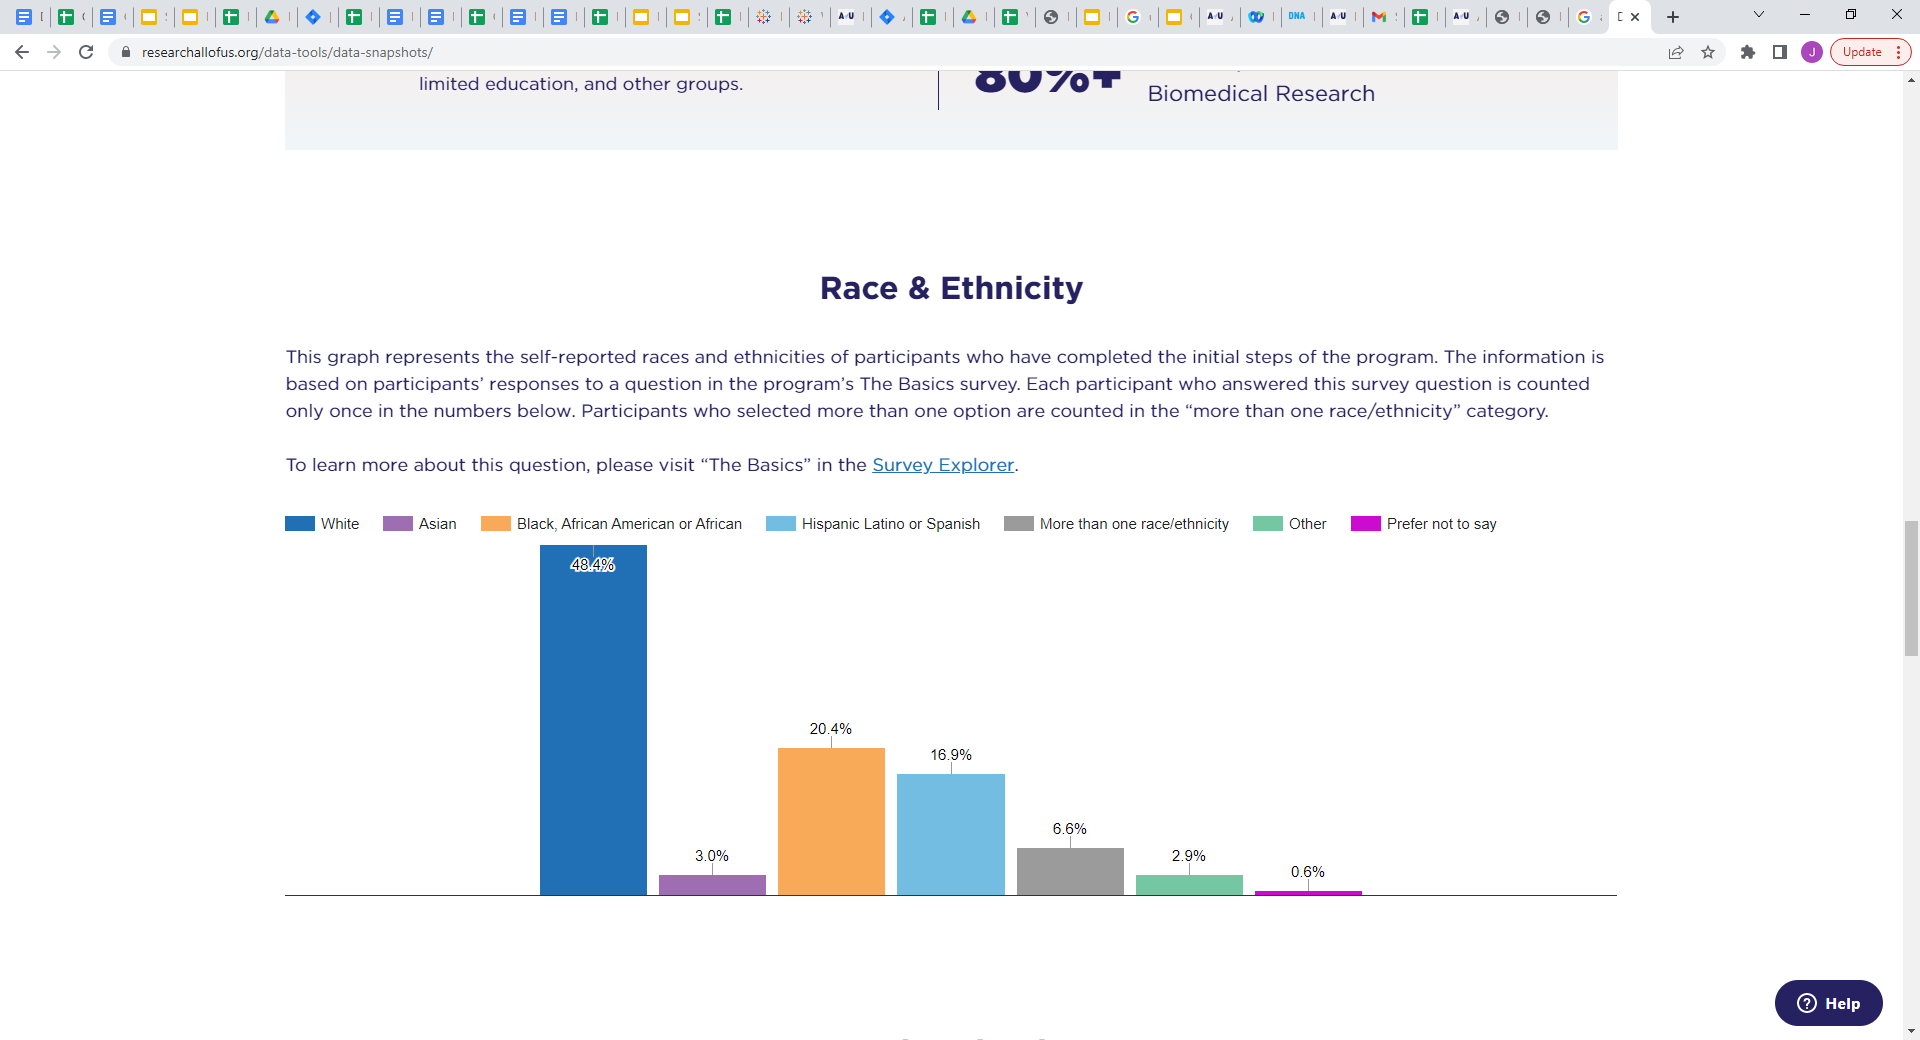 researchallofus.org/data-tools/data-snapshots/
J
Update
limited education, and other groups.
80%+
Biomedical Research
Race & Ethnicity
This graph represents the self-reported races and ethnicities of participants who have completed the initial steps of the program. The information is
based on participants’ responses to a question in the program’s The Basics survey. Each participant who answered this survey question is counted
only once in the numbers below. Participants who selected more than one option are counted in the “more than one race/ethnicity” category.
To learn more about this question, please visit “The Basics” in the Survey Explorer.
White Asian Black, African American or African Hispanic Latino or Spanish More than one race/ethnicity Other Prefer not to say
48.4%
20.4%
16.9%
6.6%
3.0%
2.9%
0.6%
Help